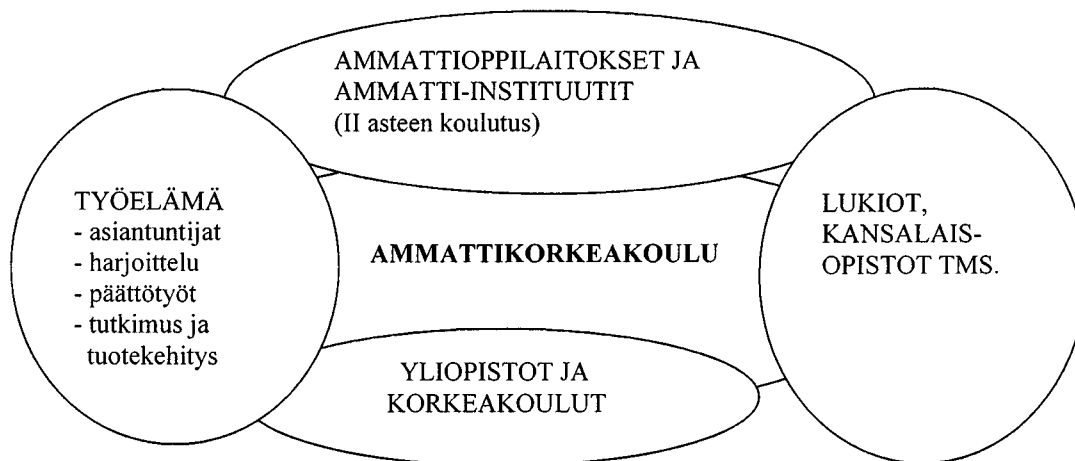 AMMATTIOPPILAITOKSET JA
AMMATTI-INSTITUUTIT
(II asteen koulutus)
TYÖELÄMÄ
- asiantuntijat
- harjoittelu
- päättötyöt
- tutkimus ja
tuotekehitys
AMMATTIKORKEAKOULU
LUKIOT,
KANSALAIS-
OPISTOT TMS.
YLIOPISTOT JA
KORKEAKOULUT